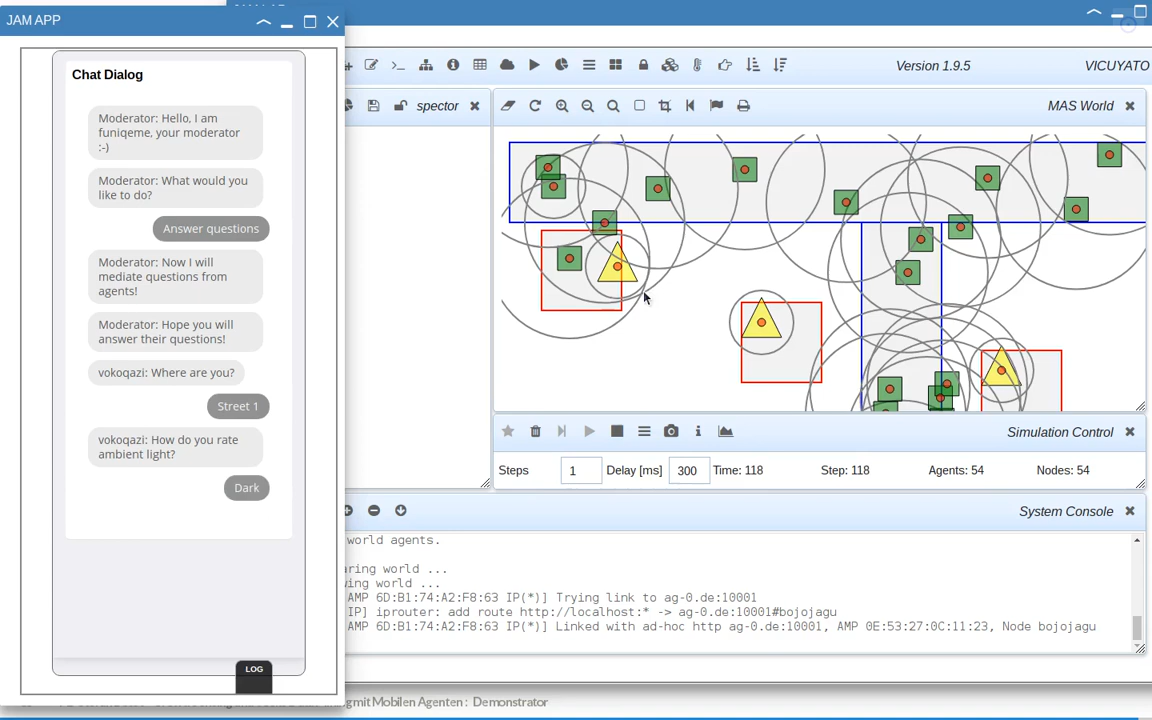 JAM APP
Chat Dialog
Moderator: Hello, I am
funiqeme, your moderator
:-)
Moderator: What would you
like to do?
Answer questions
Moderator: Now I will
mediate questions from
agents!
Moderator: Hope you will
answer their questions!
vokoqazi: Where are you?
Street 1
vokoqazi: How do you rate
ambient light?
Dark
LOG
Version 1.9.5
VICUYATO
spector
MAS World
Simulation Control
Steps
1
Delay [ms]
300
Time: 118
Step: 118
Agents: 54
Nodes: 54
System Console
world agents.
aring world ...
ving world ...
AMP 6D:B1:74:A2:F8:63 IP(*)] Trying link to ag-0.de:10001
IP] iprouter: add route http://localhost:* -> ag-0.de:10001#bojojagu
AMP 6D:B1:74:A2:F8:63 IP(*)] Linked with ad-hoc http ag-0.de:10001, AMP 0E:53:27:0C:11:23, Node bojojagu
mit Mobilen Agenten : Demonstrator